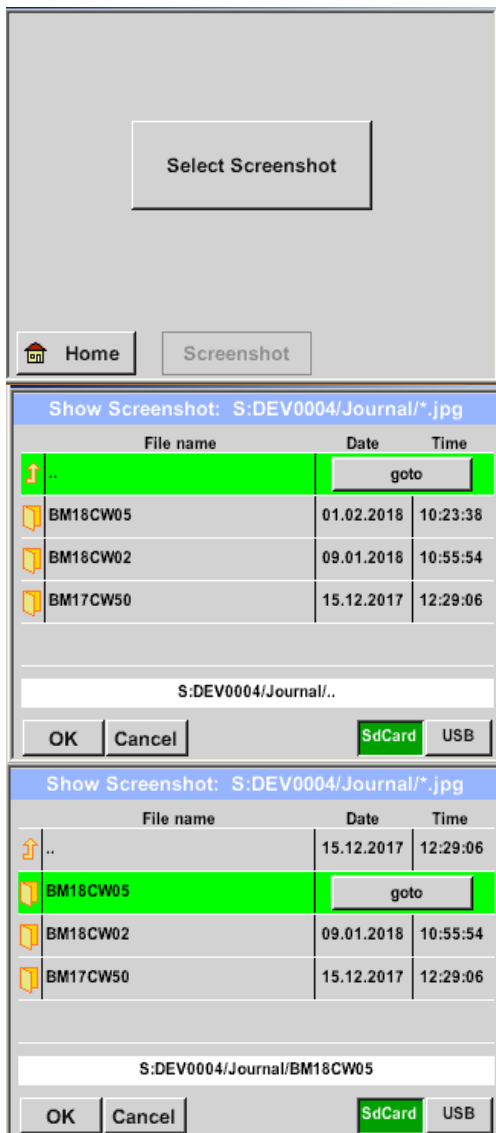 Select Screenshot
Home Screenshot
Show Screenshot: S:DEV0004/Journal/*.jpg
File name Date Time
.. goto
BM18CW05 01.02.2018 10:23:38
BM18CW02 09.01.2018 10:55:54
BM17CW50 15.12.2017 12:29:06
S:DEV0004/Journal/..
OK Cancel SdCard USB
Show Screenshot: S:DEV0004/Journal/*.jpg
File name Date Time
.. 15.12.2017 12:29:06
BM18CW05 goto
BM18CW02 09.01.2018 10:55:54
BM17CW50 15.12.2017 12:29:06
S:DEV0004/Journal/BM18CW05
OK Cancel SdCard USB